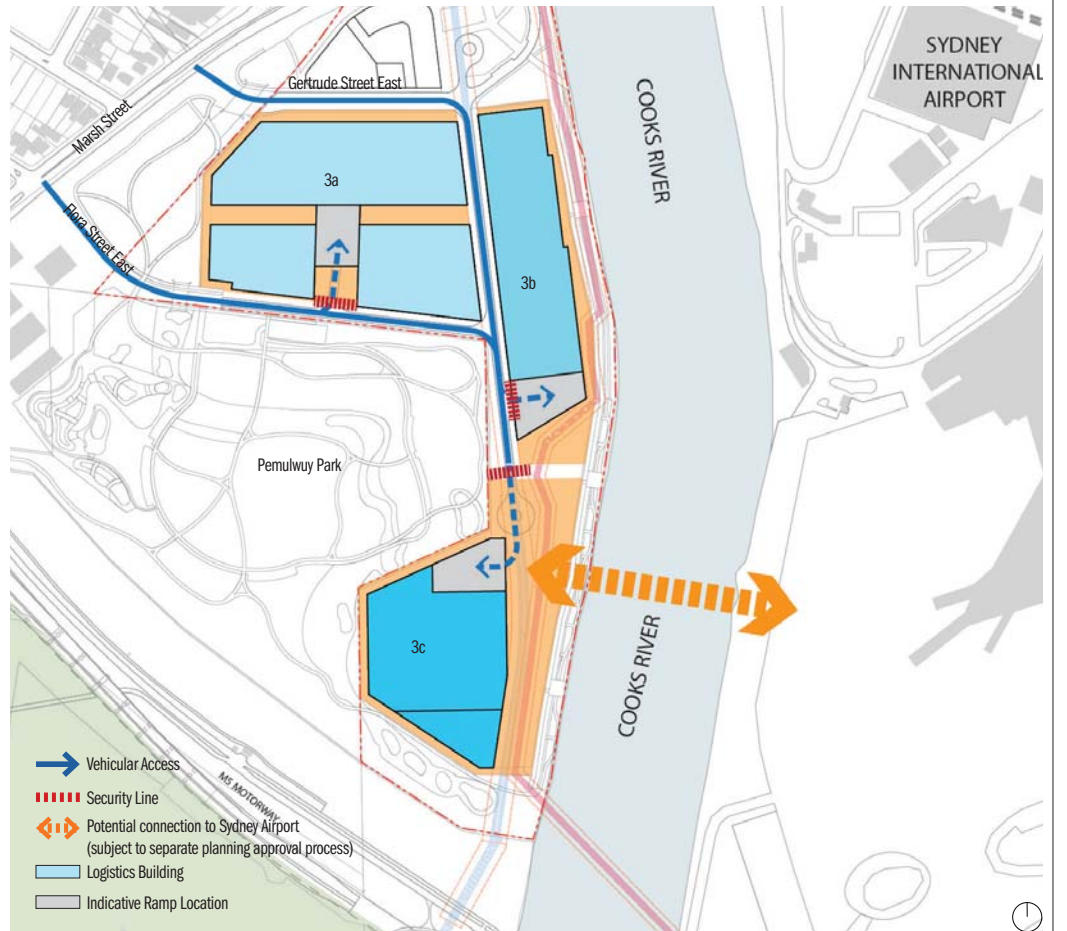 SYDNEY
INTERNATIONAL
AIRPORT
Gertrude Street East
Marsh Street
COOKS RIVER
3a
Flora Street East
3b
Pemulwuy Park
3c
COOKS RIVER
M5 MOTORWAY
Vehicular Access
Security Line
Potential connection to Sydney Airport
(subject to separate planning approval process)
Logistics Building
Indicative Ramp Location